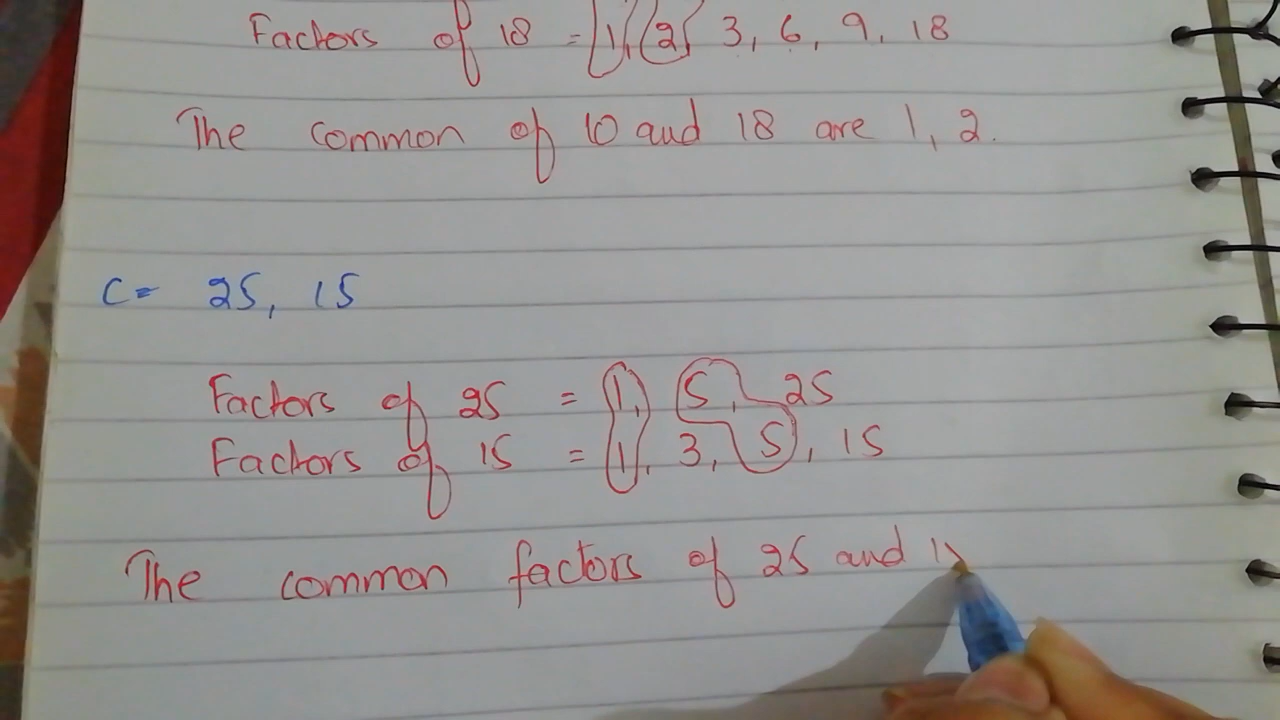 Factors of 18 = 1, 2, 3, 6, 9, 18
The common of 10 and 18 are 1, 2.
C = 25, 15
Factors of 25 = 1, 5, 25
Factors of 15 = 1, 3, 5, 15
The common factors of 25 and 1